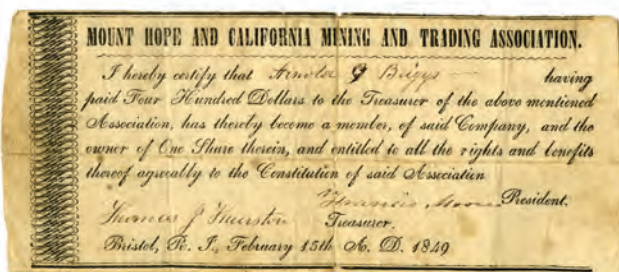 MOUNT HOPE AND CALIFORNIA MINING AND TRADING ASSOCIATION.
I hereby certify that Arnold G Briggs having
paid Four Hundred Dollars to the Treasurer of the above mentioned
Association, has thereby become a member, of said Company, and the
owner of One Share therein, and entitled to all the rights and benefits
thereof agreeably to the Constitution of said Association
Francis Moore President.
Thomas J Thurston Treasurer.
Bristol, R. I., February 15th A. D. 1849